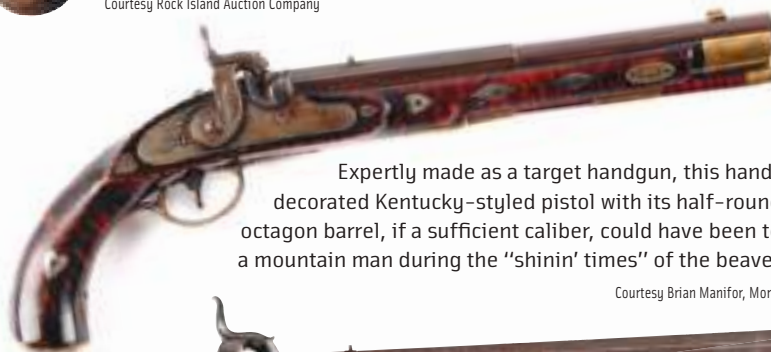 Courtesy Rock Island Auction Company
Expertly made as a target handgun, this hand
decorated Kentucky-styled pistol with its half-roun
octagon barrel, if a sufficient caliber, could have been t
a mountain man during the “shinin’ times” of the beave
Courtesy Brian Manifor, Mor